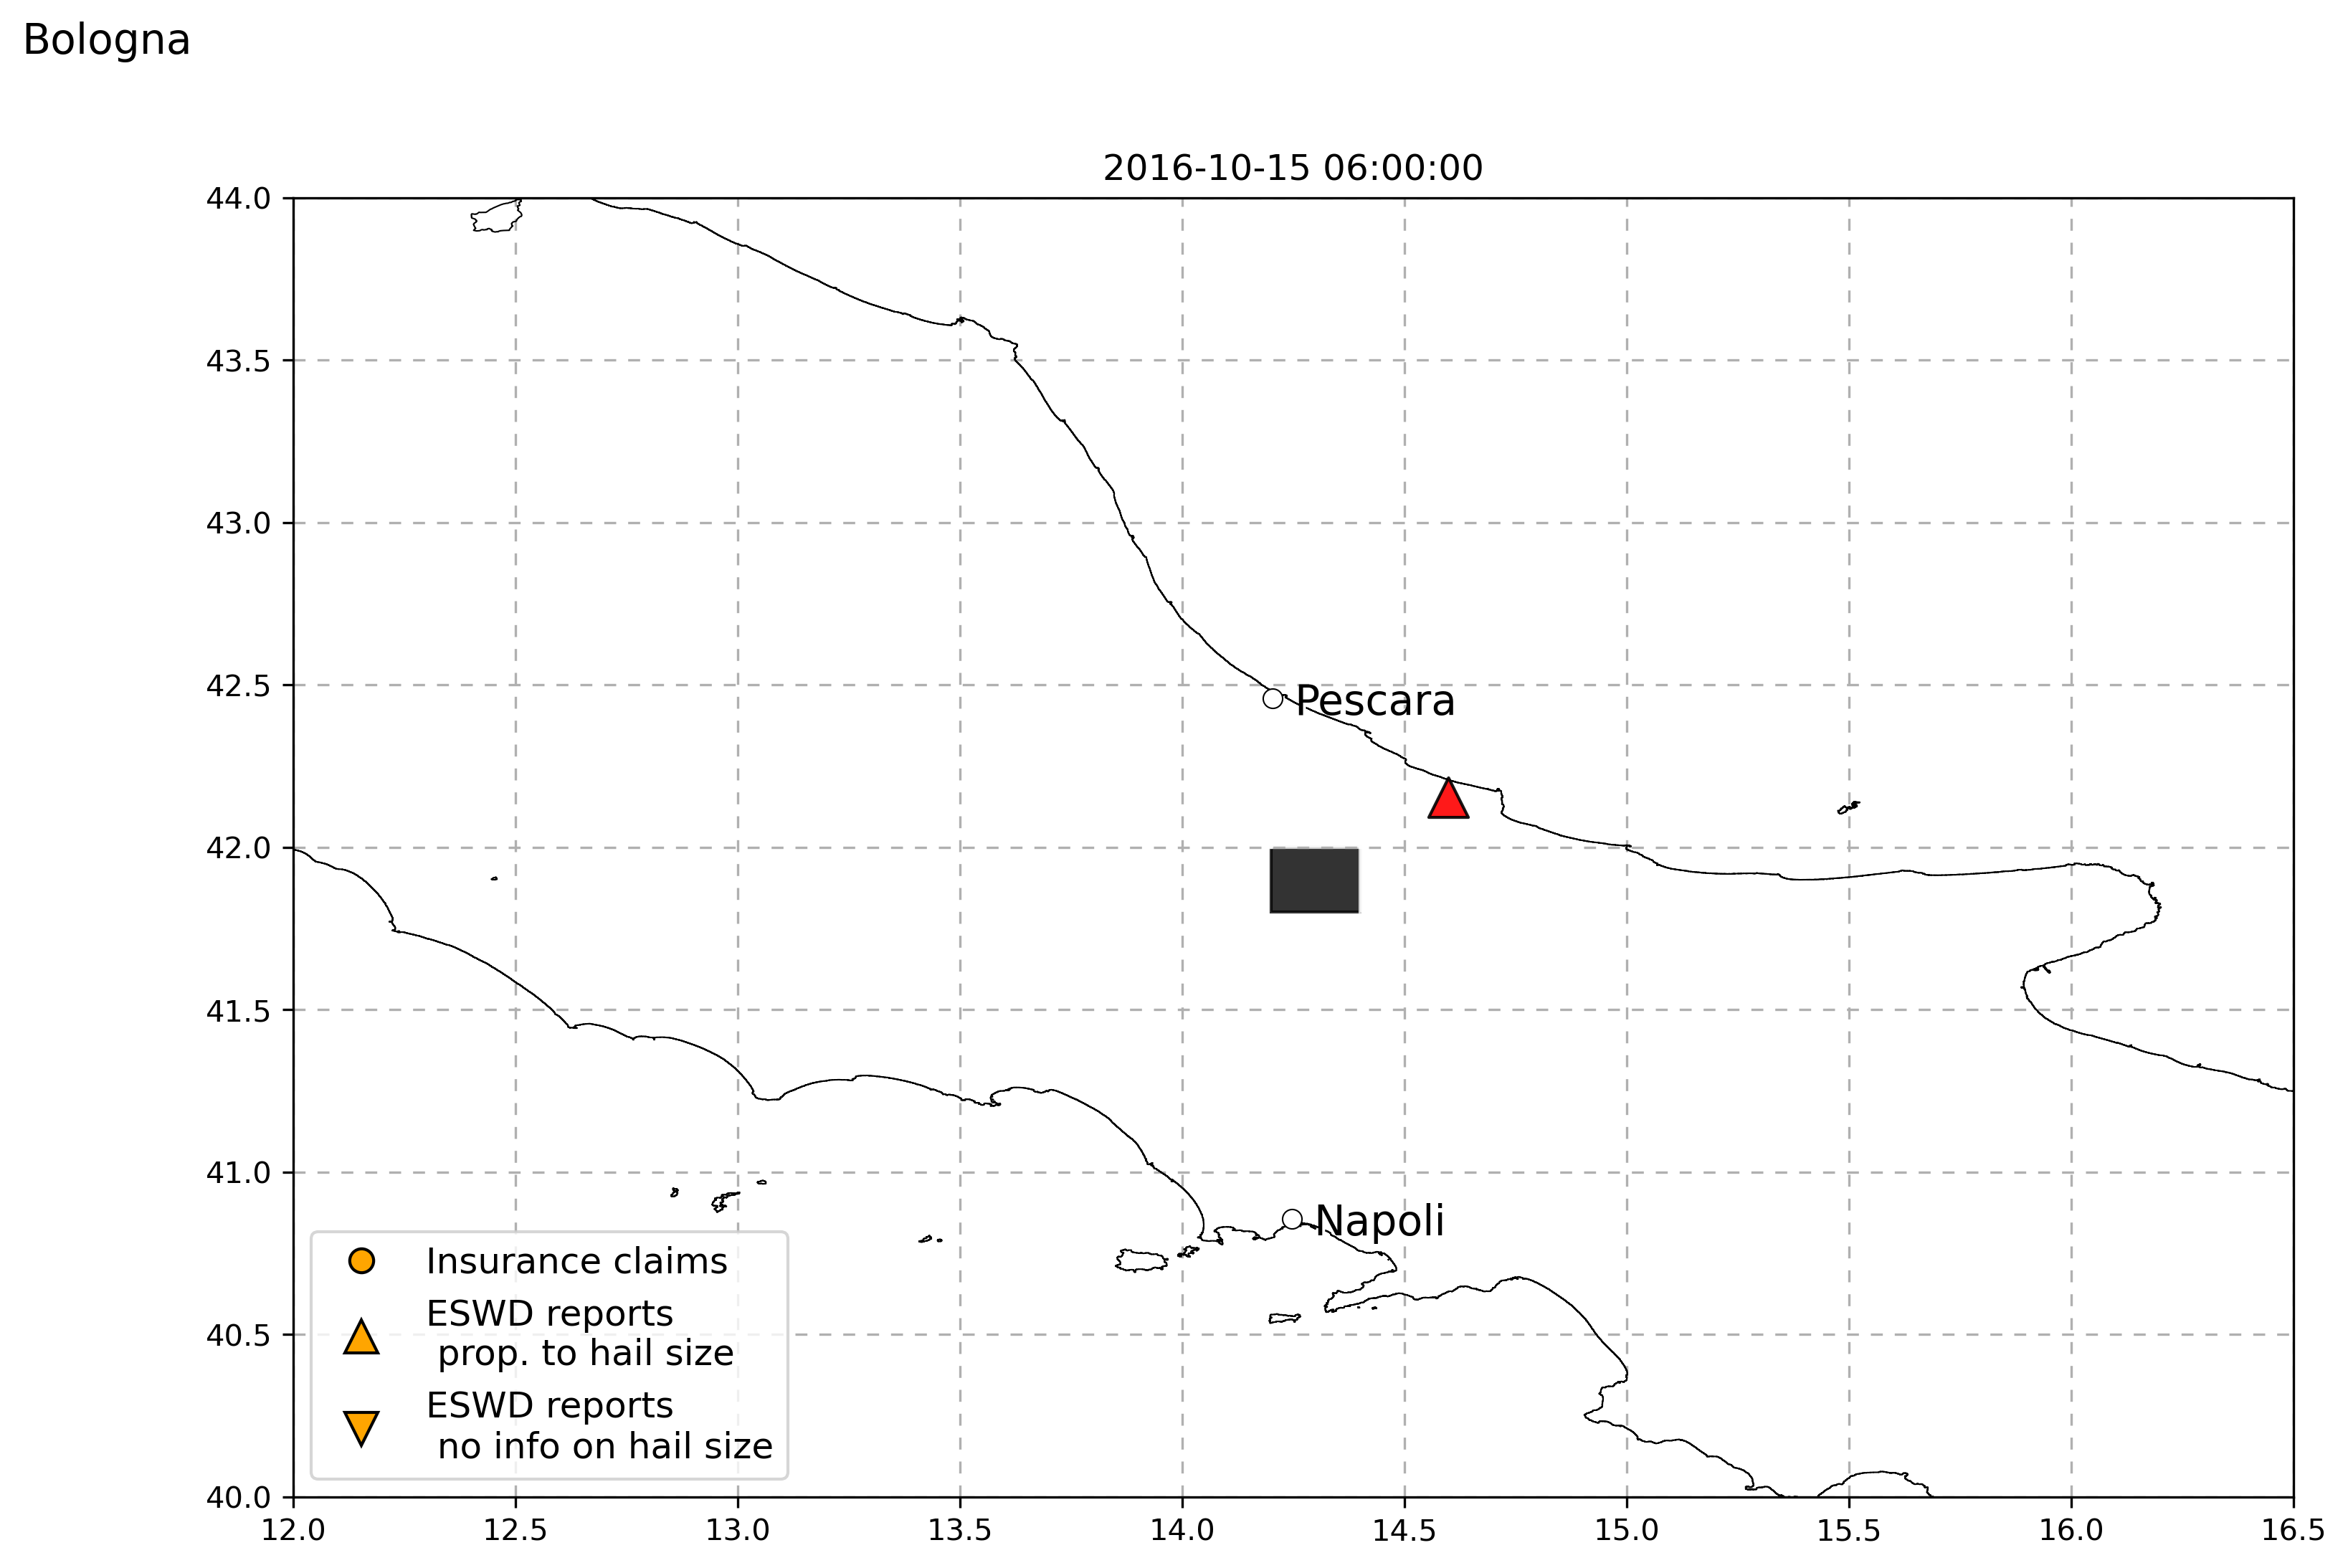 Bologna
2016-10-15 06:00:00
44.0
43.5
43.0
42.5
Pescara
42.0
41.5
41.0
Napoli
Insurance claims
ESWD reports
prop. to hail size
40.5
ESWD reports
no info on hail size
40.0
12.0 12.5 13.0 13.5 14.0 14.5 15.0 15.5 16.0 16.5